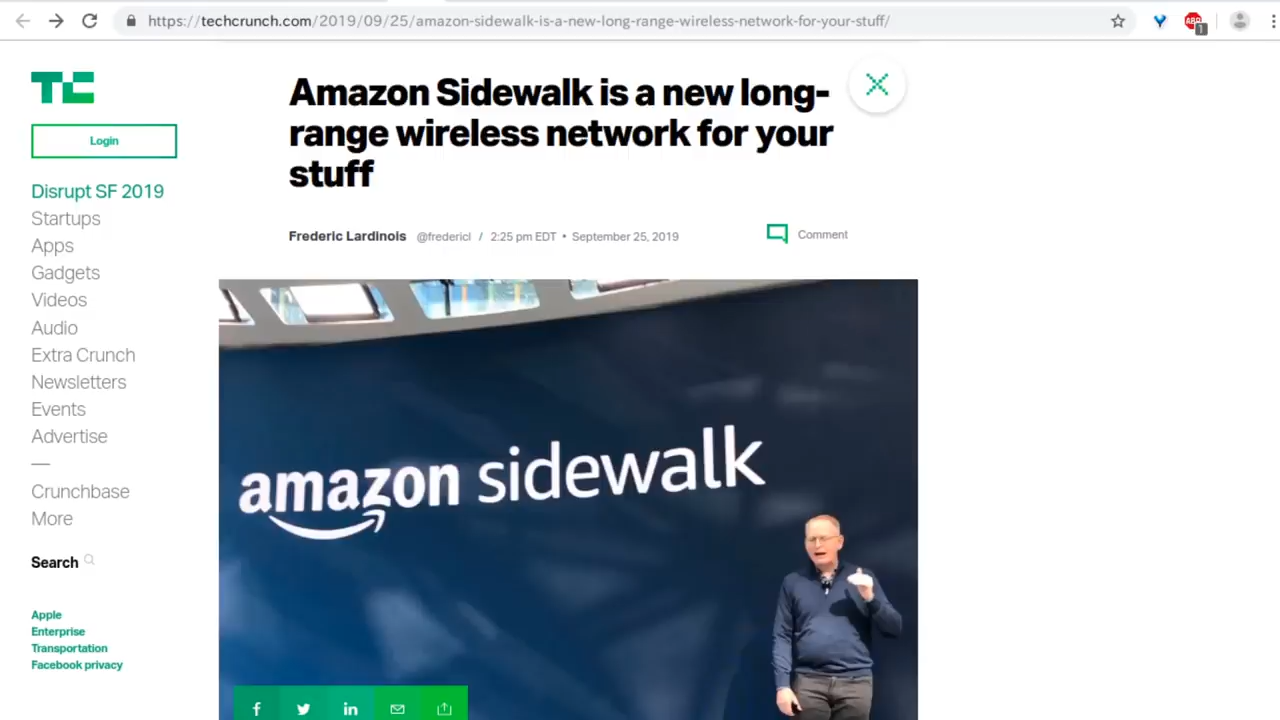 https://techcrunch.com/2019/09/25/amazon-sidewalk-is-a-new-long-range-wireless-network-for-your-stuff/
ABP
1
TC
Login
Disrupt SF 2019
Startups
Apps
Gadgets
Videos
Audio
Extra Crunch
Newsletters
Events
Advertise
—
Crunchbase
More
Search
Apple
Enterprise
Transportation
Facebook privacy
Amazon Sidewalk is a new long-
range wireless network for your
stuff
Frederic Lardinois @fredericl / 2:25 pm EDT • September 25, 2019
Comment
amazon sidewalk
f
in